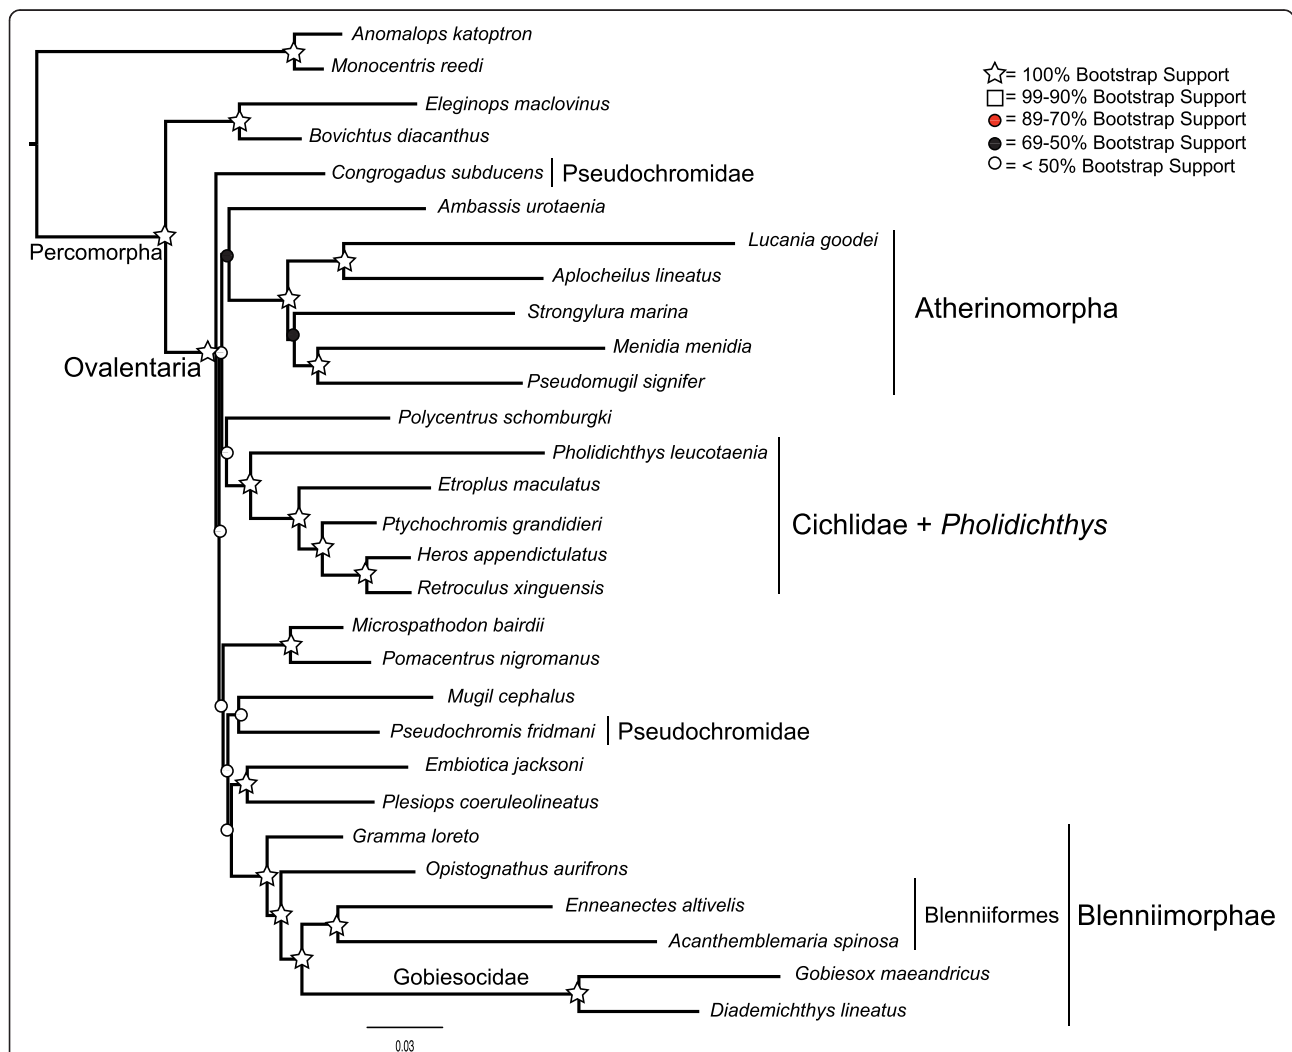 Anomalops katoptron
Monocentris reedi
= 100% Bootstrap Support
= 99-90% Bootstrap Support
= 89-70% Bootstrap Support
= 69-50% Bootstrap Support
= < 50% Bootstrap Support
Eleginops maclovinus
Bovichtus diacanthus
Congrogadus subducens
Pseudochromidae
Ambassis urotaenia
Percomorpha
Lucania goodei
Aplocheilus lineatus
Strongylura marina
Atherinomorpha
Menidia menidia
Ovalentaria
Pseudomugil signifer
Polycentrus schomburgki
Pholidichthys leucotaenia
Etroplus maculatus
Ptychochromis grandidieri
Cichlidae + Pholidichthys
Heros appendictulatus
Retroculus xinguensis
Microspathodon bairdii
Pomacentrus nigromanus
Mugil cephalus
Pseudochromis fridmani
Pseudochromidae
Embiotica jacksoni
Plesiops coeruleolineatus
Gramma loreto
Opistognathus aurifrons
Enneanectes altivelis
Blenniiformes
Blenniimorphae
Acanthemblemaria spinosa
Gobiesocidae
Gobiesox maeandricus
Diademichthys lineatus
0.03